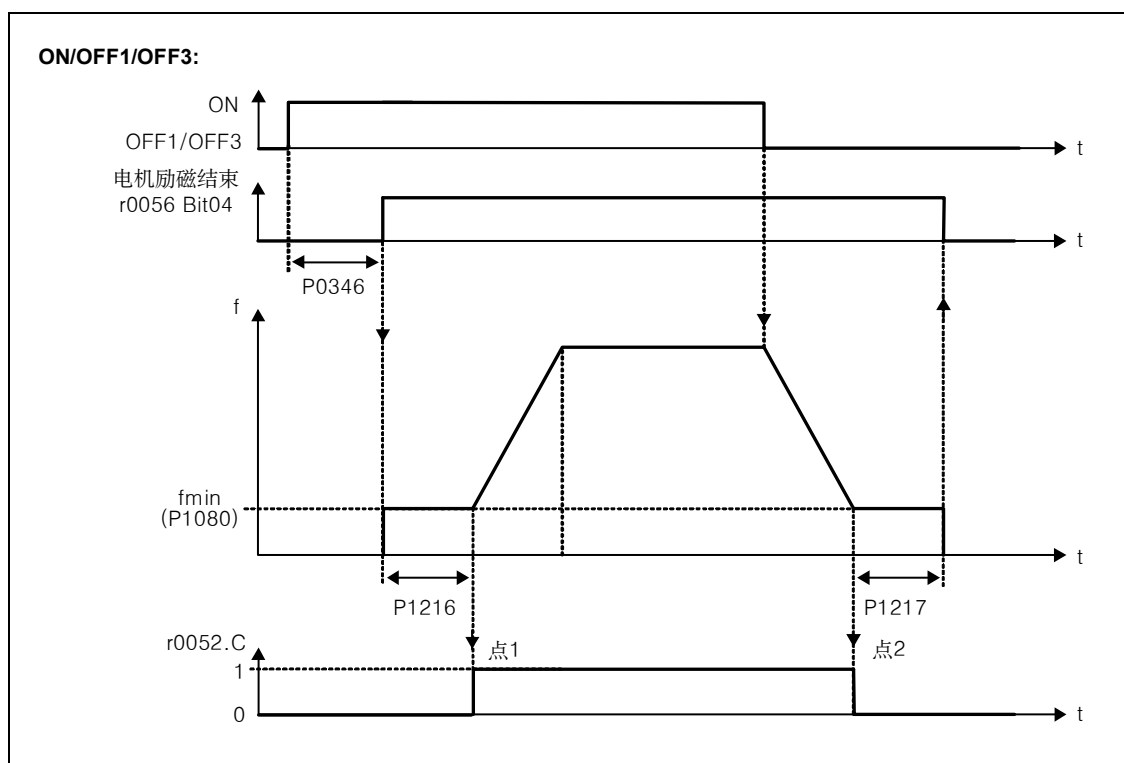 ON/OFF1/OFF3:
ON
OFF1/OFF3
t
电机励磁结束
r0056 Bit04
t
P0346
f
fmin
(P1080)
t
P1216
P1217
r0052.C
点1
点2
1
0
t